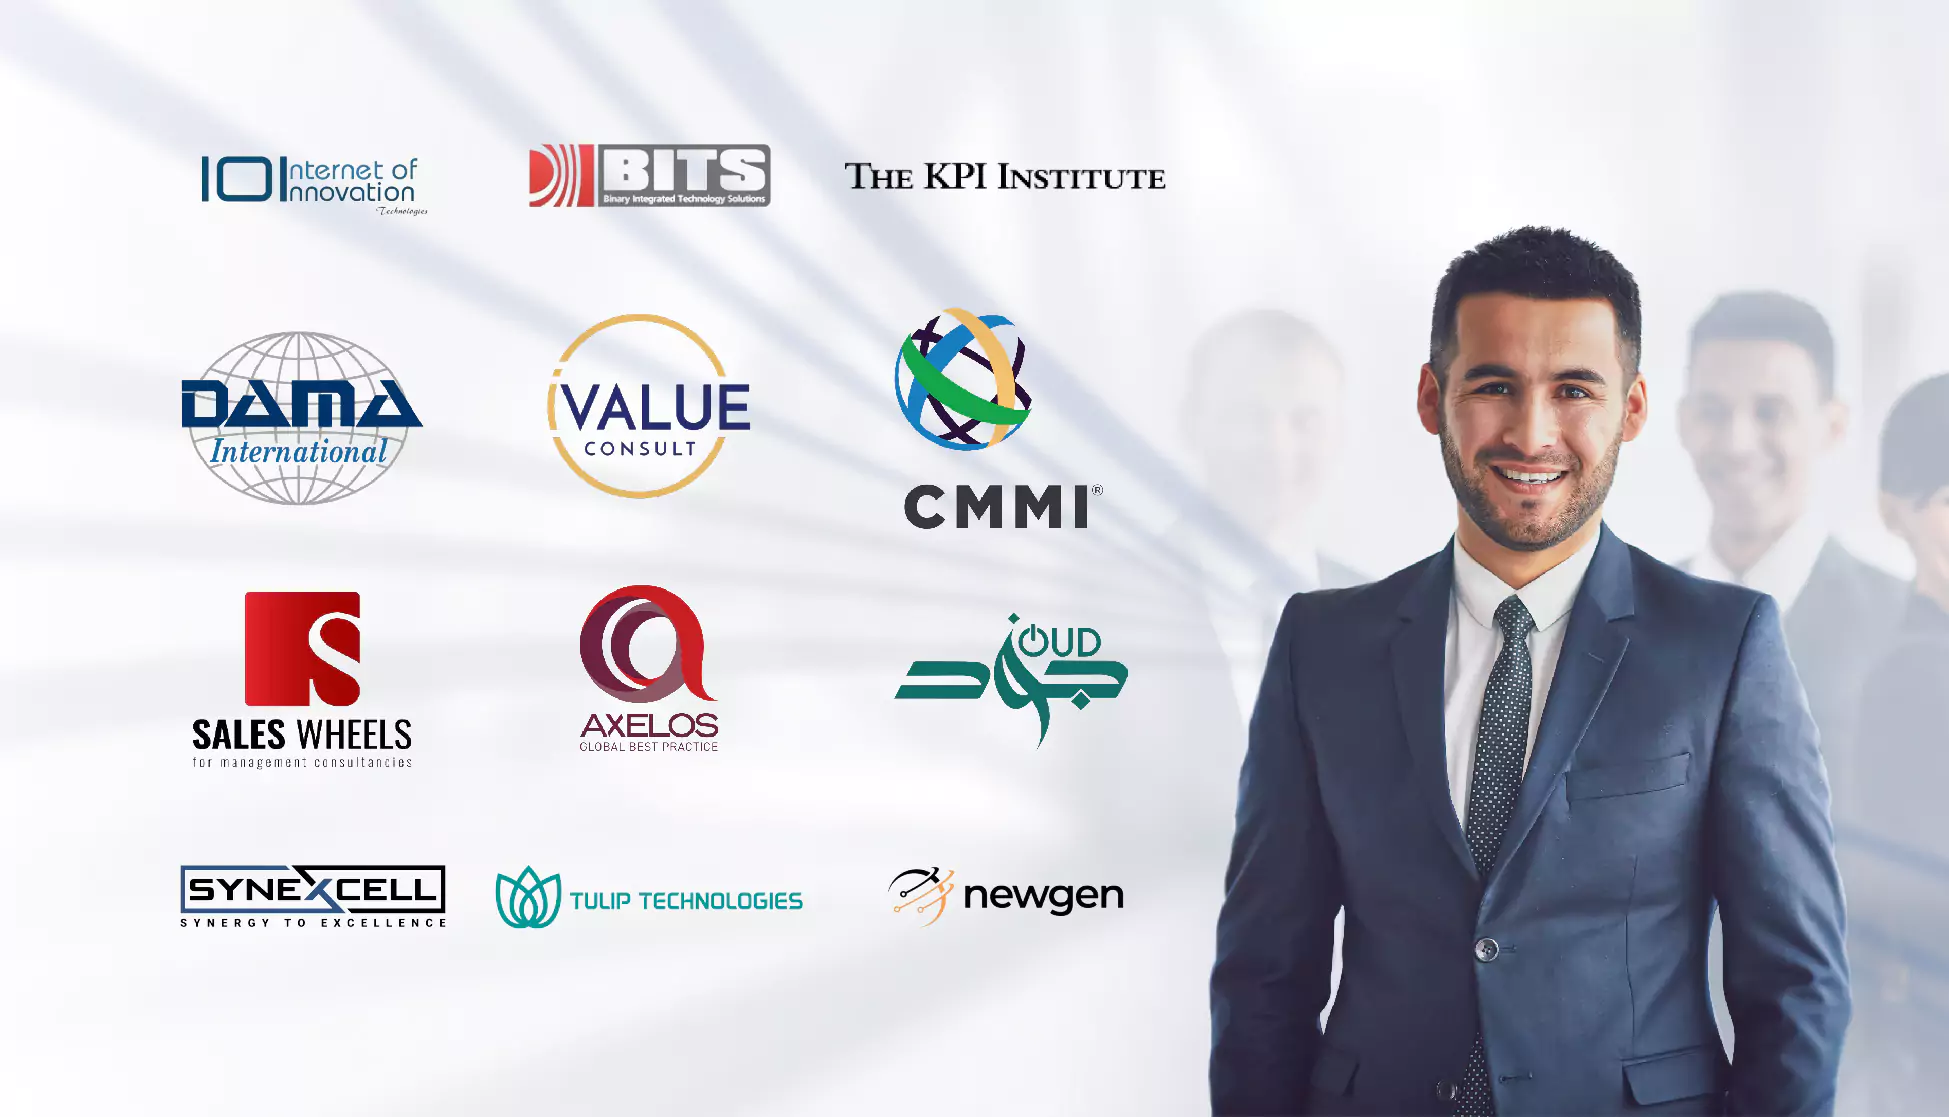 IOI Internet of
Innovation
Technologies
BITS
Binary Integrated Technology Solutions
THE KPI INSTITUTE
DAMA
International
VALUE
CONSULT
CMMI®
S
SALES WHEELS
for management consultancies
a
AXELOS
GLOBAL BEST PRACTICE
OUD
جود
SYNEXCELL
SYNERGY TO EXCELLENCE
TULIP TECHNOLOGIES
newgen